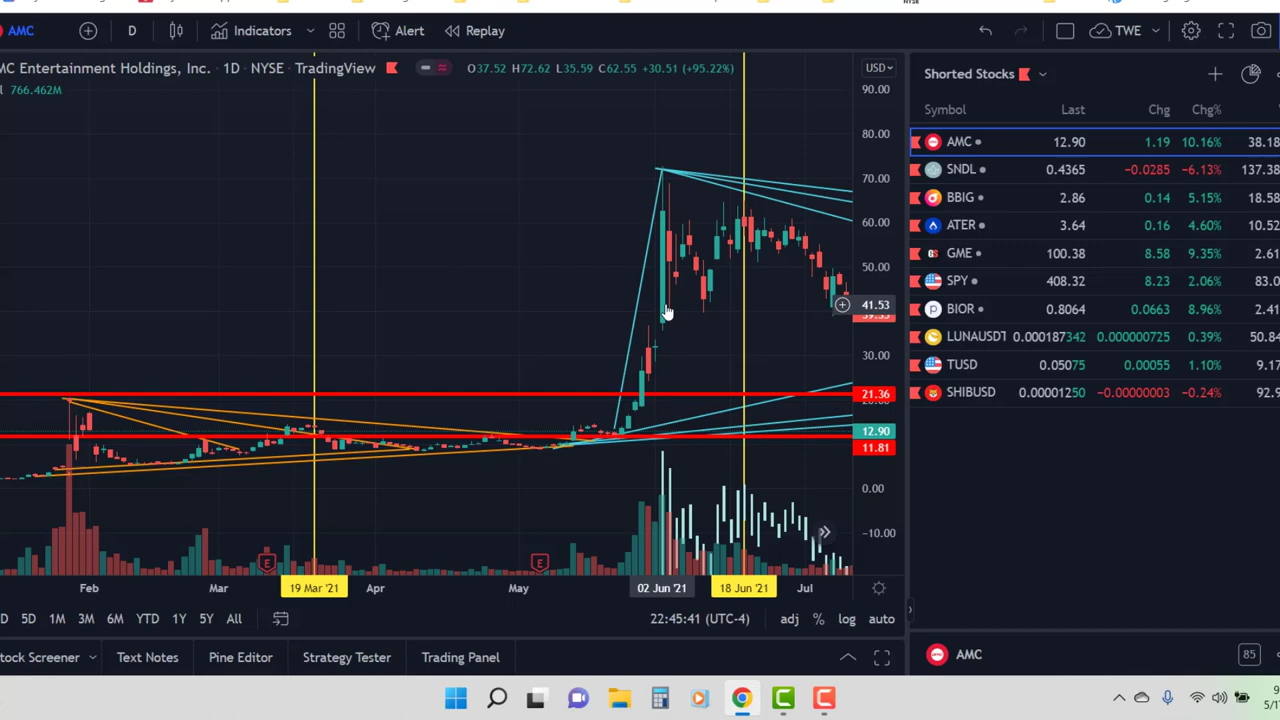 AMC D Indicators Alert Replay TWE
MC Entertainment Holdings, Inc. · 1D · NYSE · TradingView O37.52 H72.62 L35.59 C62.55 +30.51 (+95.22%) USD
766.462M
90.00
80.00
70.00
60.00
50.00
41.53
30.00
21.36
12.90
11.81
0.00
-10.00
E E
Feb Mar 19 Mar '21 Apr May 02 Jun '21 18 Jun '21 Jul
D 5D 1M 3M 6M YTD 1Y 5Y All 22:45:41 (UTC-4) adj % log auto
tock Screener Text Notes Pine Editor Strategy Tester Trading Panel
Shorted Stocks
Symbol Last Chg Chg%
AMC 12.90 1.19 10.16% 38.18
SNDL 0.4365 −0.0285 −6.13% 137.38
BBIG 2.86 0.14 5.15% 18.58
ATER 3.64 0.16 4.60% 10.52
GME 100.38 8.58 9.35% 2.61
SPY 408.32 8.23 2.06% 83.0
BIOR 0.8064 0.0663 8.96% 2.41
LUNAUSDT 0.000187342 0.000000725 0.39% 50.84
TUSD 0.05075 0.00055 1.10% 9.17
SHIBUSD 0.00001250 −0.00000003 −0.24% 92.9
AMC 85
9
5/1